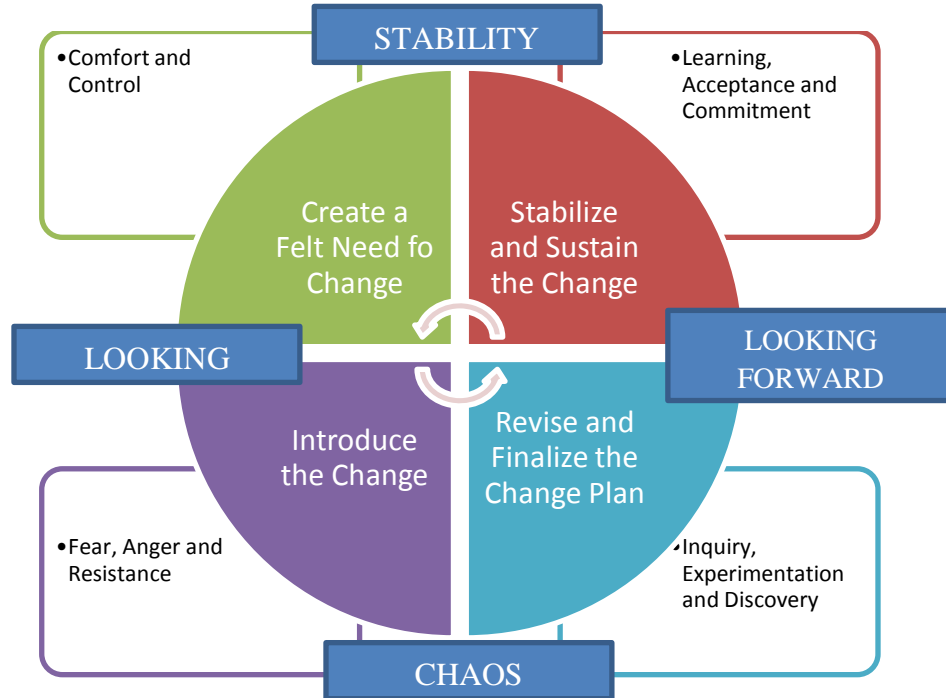 STABILITY
•Comfort and
Control
•Learning,
Acceptance and
Commitment
Create a
Felt Need fo
Change
Stabilize
and Sustain
the Change
LOOKING
LOOKING
FORWARD
Introduce
the Change
Revise and
Finalize the
Change Plan
•Fear, Anger and
Resistance
•Inquiry,
Experimentation
and Discovery
CHAOS